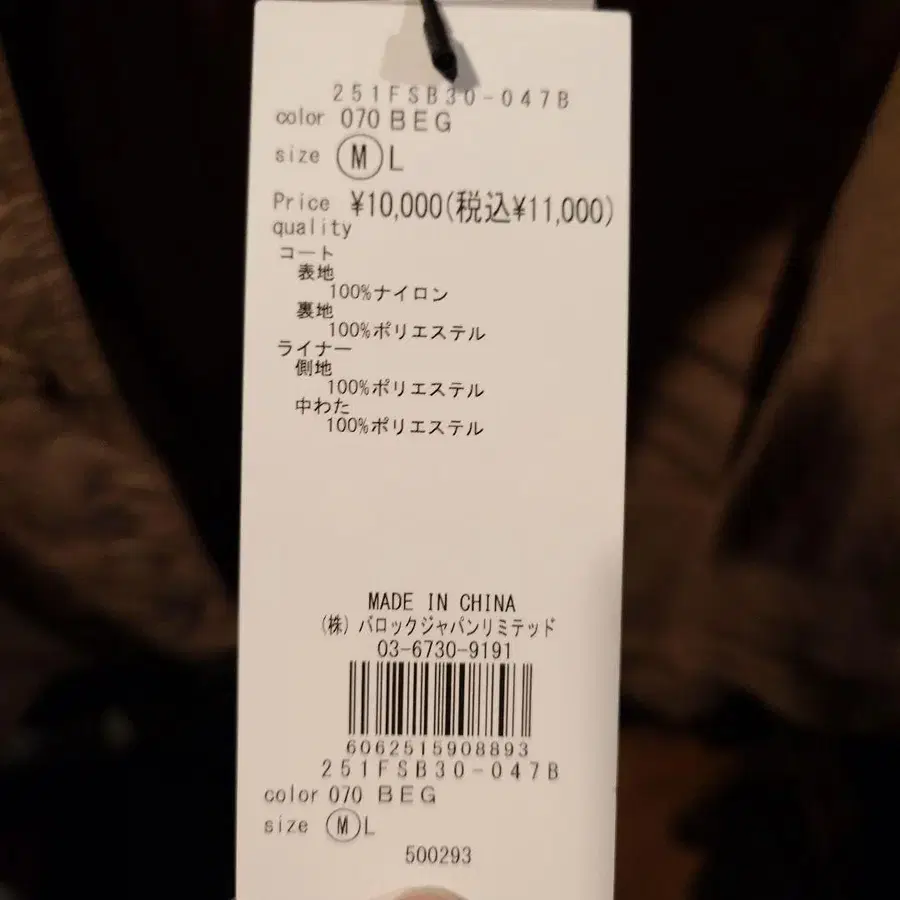 251FSB30-047B
color 070 BEG
size M L
Price ¥10,000(税込¥11,000)
quality
コート
表地
100%ナイロン
裏地
100%ポリエステル
ライナー
側地
100%ポリエステル
中わた
100%ポリエステル
MADE IN CHINA
(株) バロックジャパンリミテッド
03-6730-9191
6062515908893
251FSB30-047B
color 070 BEG
size M L
500293